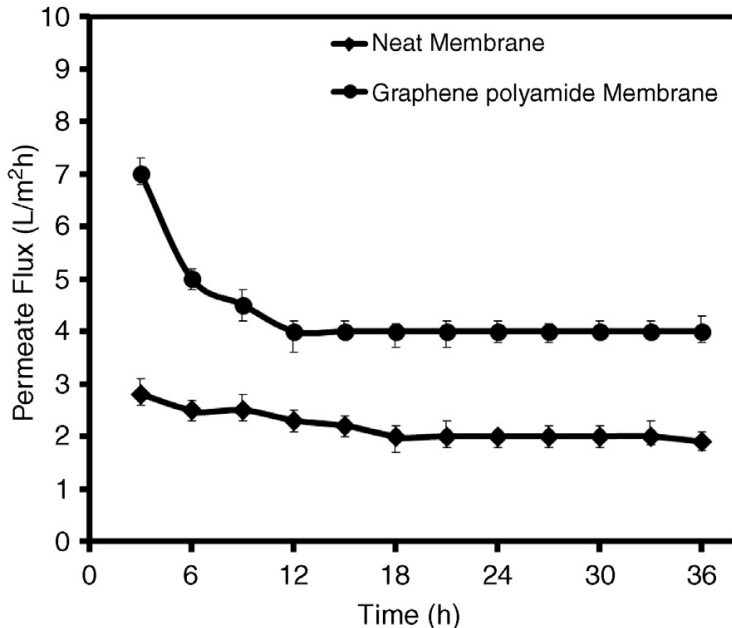 10
9
8
7
6
5
4
3
2
1
0
Permeate Flux (L/m²h)
Neat Membrane
Graphene polyamide Membrane
0 6 12 18 24 30 36
Time (h)